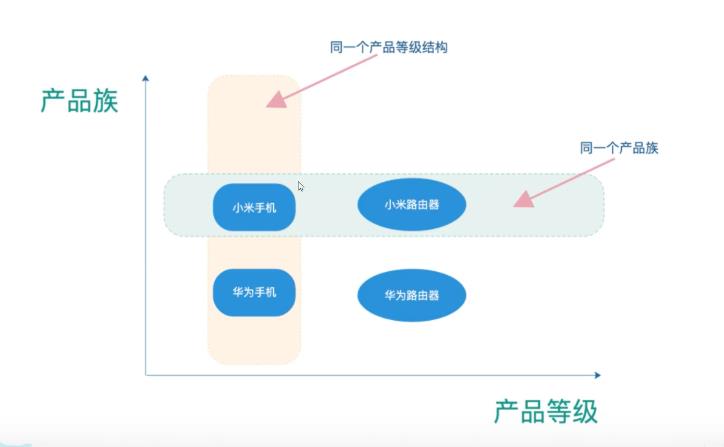 同一个产品等级结构
产品族
同一个产品族
小米手机
小米路由器
华为手机
华为路由器
产品等级